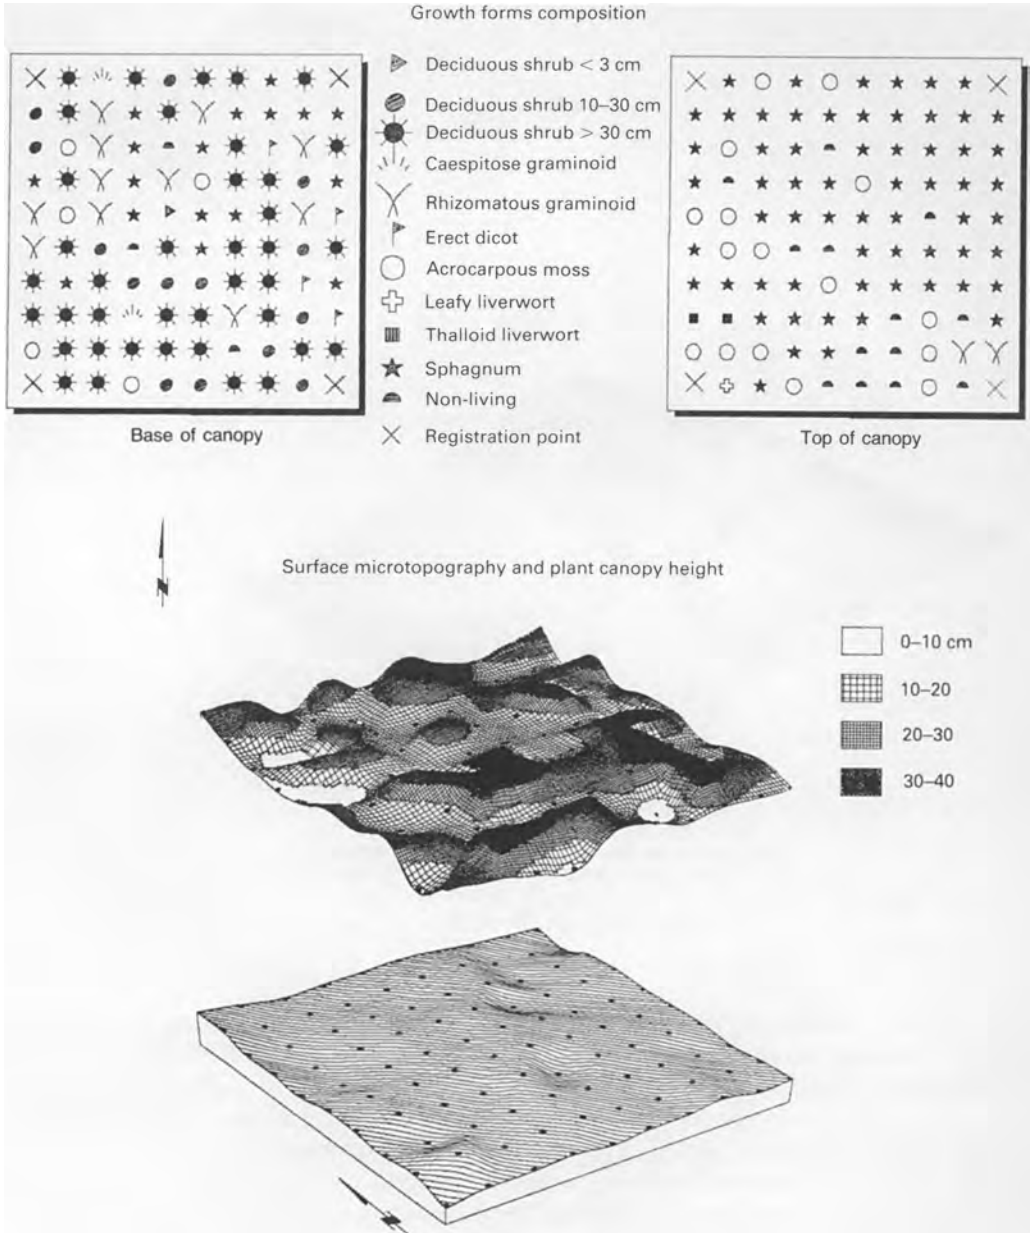 Growth forms composition
Deciduous shrub < 3 cm
Deciduous shrub 10–30 cm
Deciduous shrub > 30 cm
Caespitose graminoid
Rhizomatous graminoid
Erect dicot
Acrocarpous moss
Leafy liverwort
Thalloid liverwort
Sphagnum
Non-living
Registration point
Base of canopy
Top of canopy
N
Surface microtopography and plant canopy height
0–10 cm
10–20
20–30
30–40
N